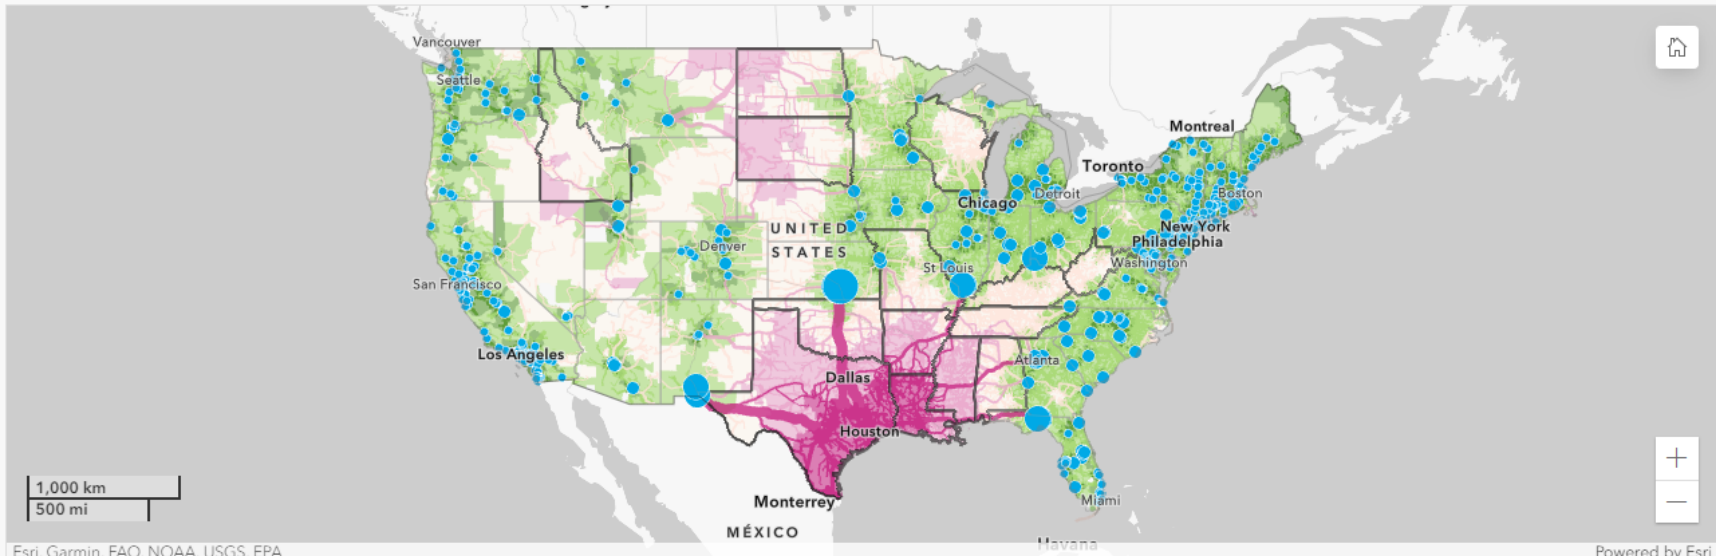 Vancouver
Seattle
Montreal
Toronto
Boston
Detroit
Chicago
New York
Philadelphia
UNITED
STATES
Denver
Washington
St Louis
San Francisco
Los Angeles
Atlanta
Dallas
Houston
1,000 km
500 mi
Monterrey
Miami
MÉXICO
Havana
Esri, Garmin, FAO, NOAA, USGS, EPA
Powered by Esri